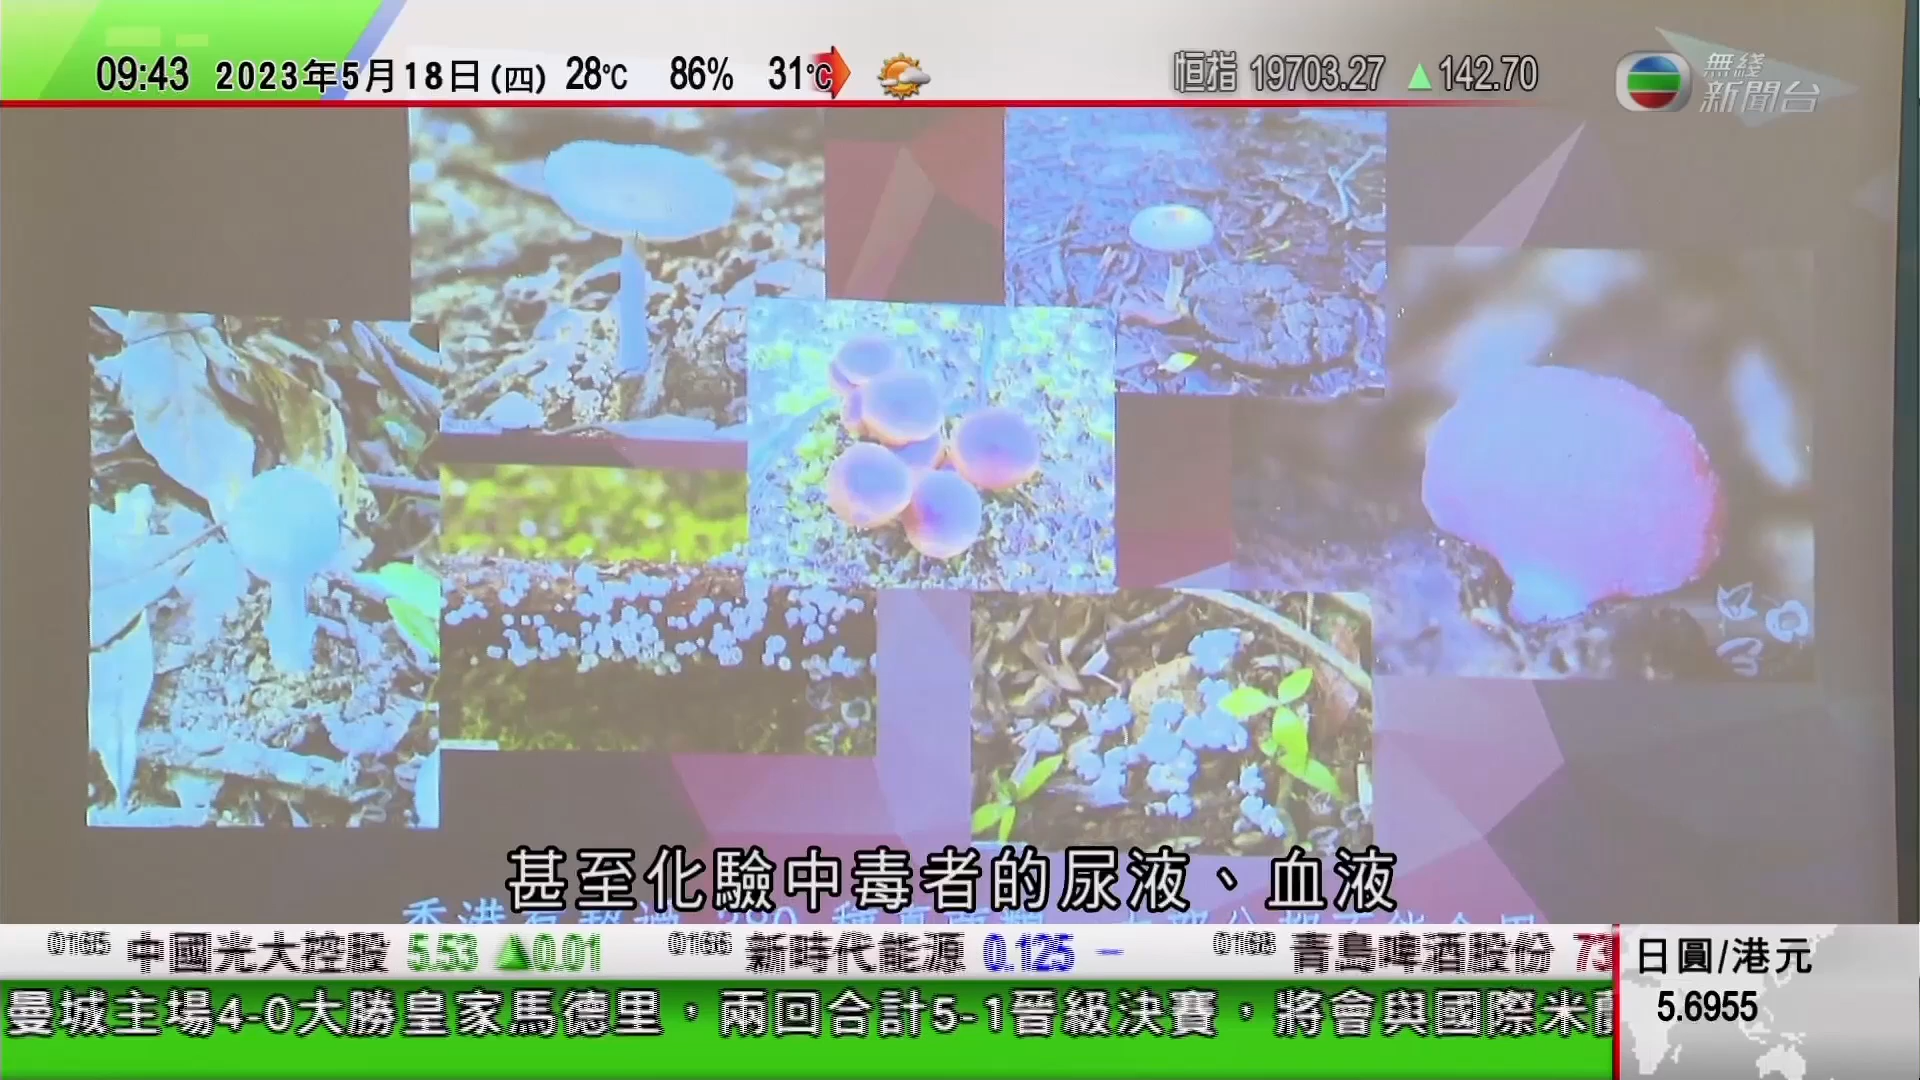 09:43 2023年5月18日(四) 28℃ 86% 31℃
恒指 19703.27 ▲142.70
無綫
新聞台
甚至化驗中毒者的尿液、血液
0165 中國光大控股 5.53 ▲0.01 0166 新時代能源 0.125 － 0168 青島啤酒股份 73
曼城主場4-0大勝皇家馬德里，兩回合計5-1晉級決賽，將會與國際米
日圓/港元
5.6955